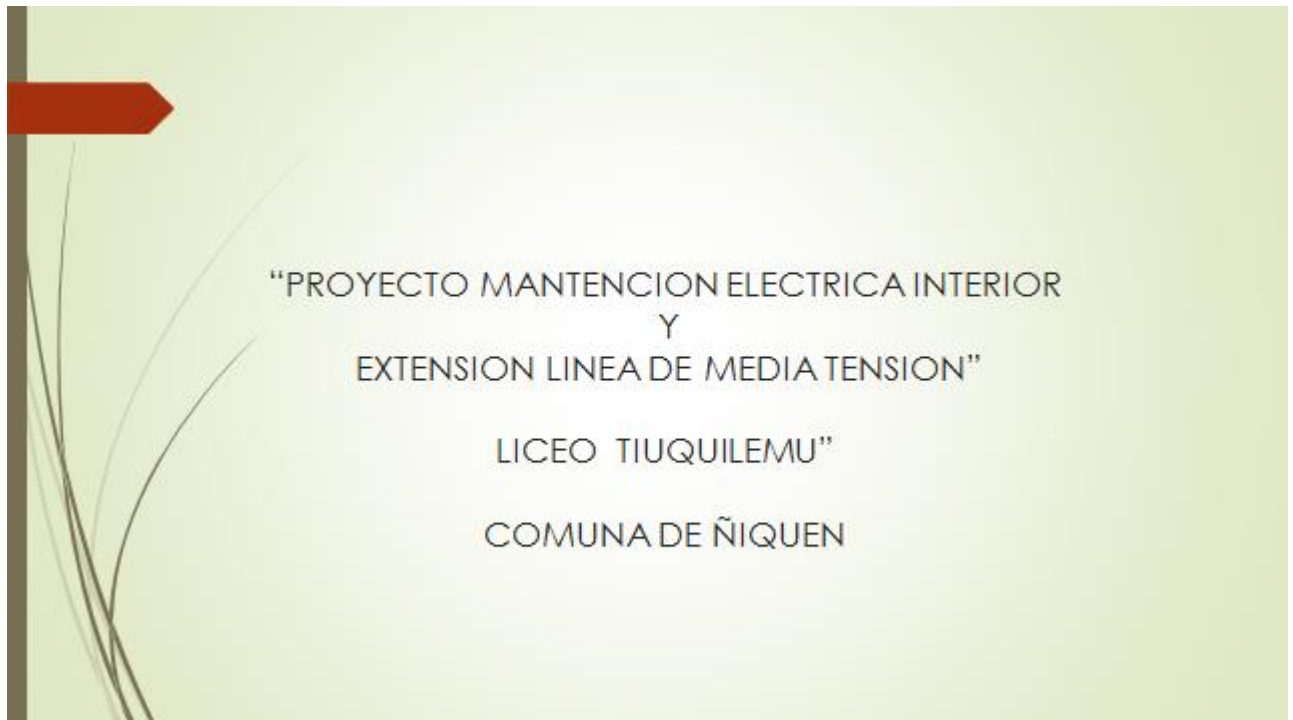 “PROYECTO MANTENCION ELECTRICA INTERIOR
Y
EXTENSION LINEA DE MEDIA TENSION”
LICEO TIUQUILEMU”
COMUNA DE ÑIQUEN